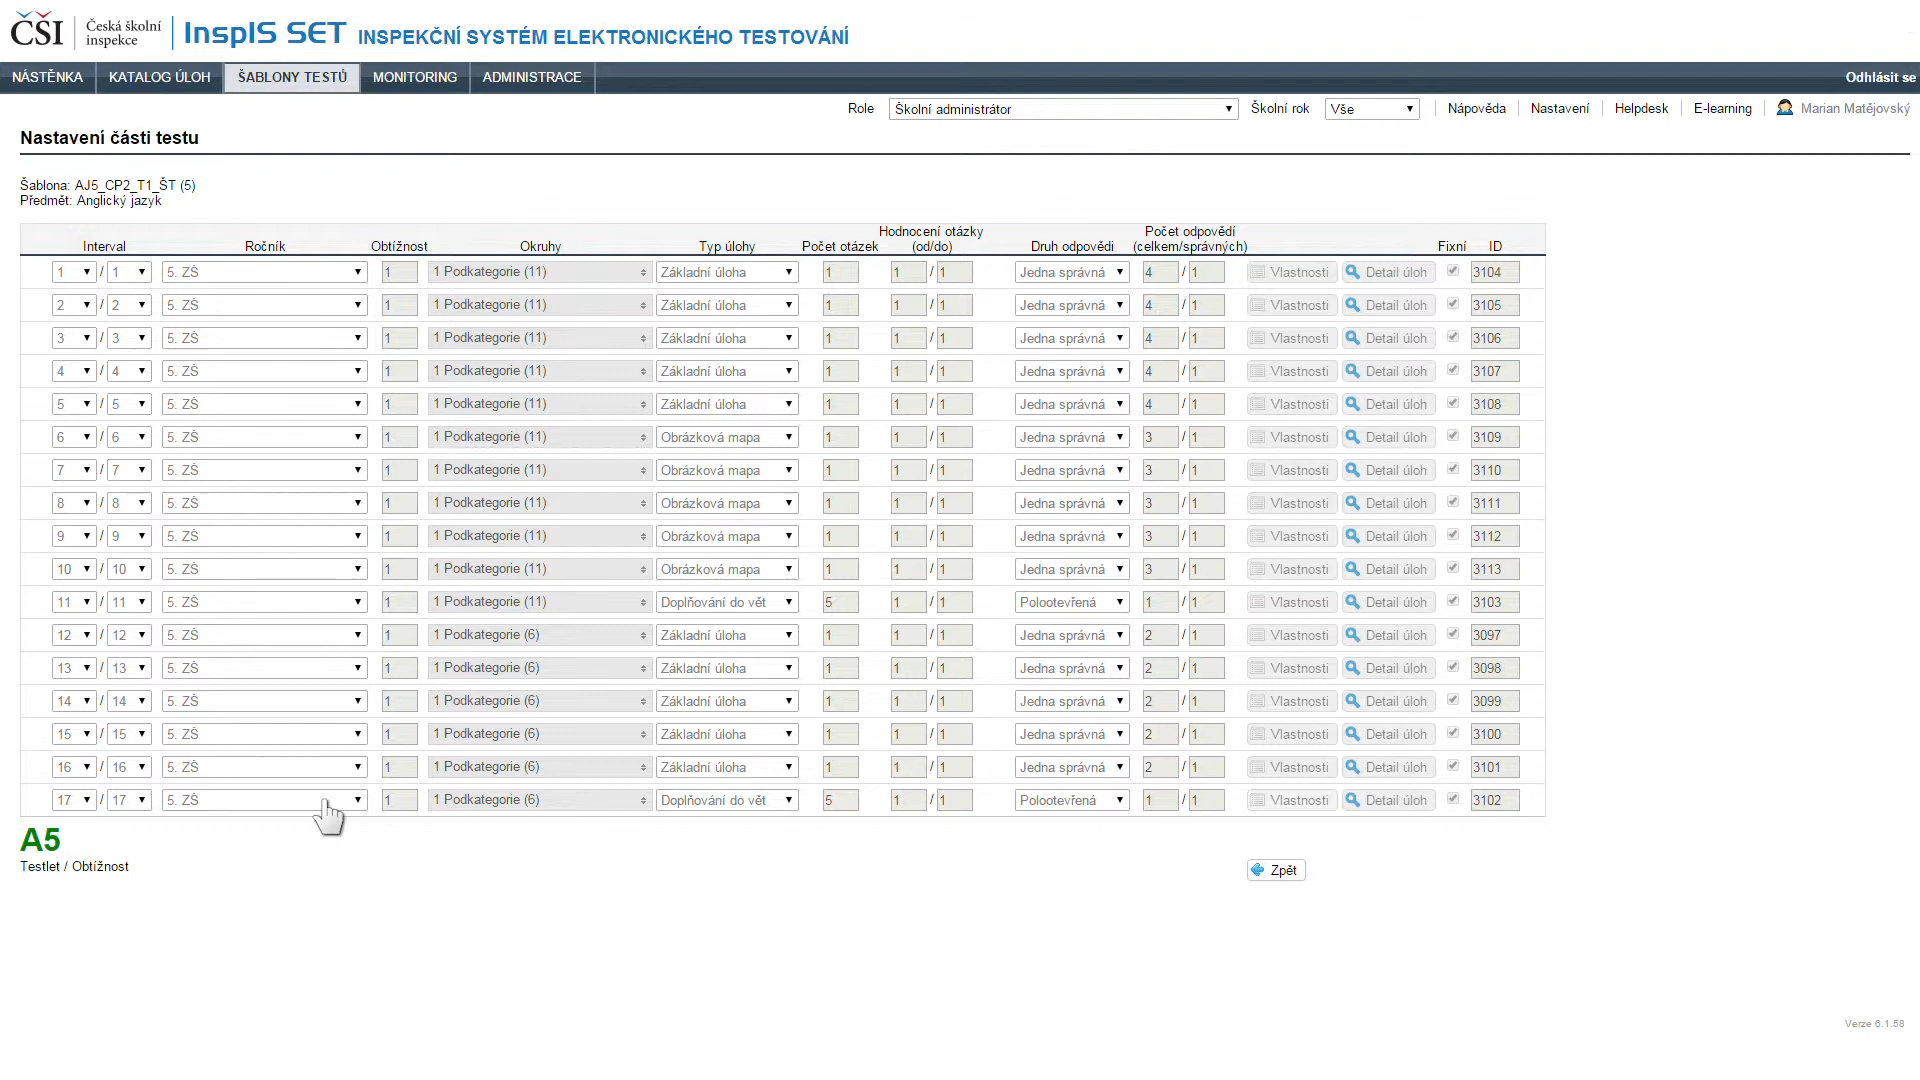 ČŠI Česká školní inspekce InspIS SET INSPEKČNÍ SYSTÉM ELEKTRONICKÉHO TESTOVÁNÍ
NÁSTĚNKA KATALOG ÚLOH ŠABLONY TESTŮ MONITORING ADMINISTRACE Odhlásit se
Role Školní administrátor Školní rok Vše Nápověda Nastavení Helpdesk E-learning Marian Matějovský
Nastavení části testu
Šablona: AJ5_CP2_T1_ŠT (5)
Předmět: Anglický jazyk
Interval Ročník Obtížnost Okruhy Typ úlohy Počet otázek Hodnocení otázky (od/do) Druh odpovědi Počet odpovědí (celkem/správných) Fixní ID
1 / 1 5. ZŠ 1 1 Podkategorie (11) Základní úloha 1 1 / 1 Jedna správná 4 / 1 Vlastnosti Detail úloh 3104
2 / 2 5. ZŠ 1 1 Podkategorie (11) Základní úloha 1 1 / 1 Jedna správná 4 / 1 Vlastnosti Detail úloh 3105
3 / 3 5. ZŠ 1 1 Podkategorie (11) Základní úloha 1 1 / 1 Jedna správná 4 / 1 Vlastnosti Detail úloh 3106
4 / 4 5. ZŠ 1 1 Podkategorie (11) Základní úloha 1 1 / 1 Jedna správná 4 / 1 Vlastnosti Detail úloh 3107
5 / 5 5. ZŠ 1 1 Podkategorie (11) Základní úloha 1 1 / 1 Jedna správná 4 / 1 Vlastnosti Detail úloh 3108
6 / 6 5. ZŠ 1 1 Podkategorie (11) Obrázková mapa 1 1 / 1 Jedna správná 3 / 1 Vlastnosti Detail úloh 3109
7 / 7 5. ZŠ 1 1 Podkategorie (11) Obrázková mapa 1 1 / 1 Jedna správná 3 / 1 Vlastnosti Detail úloh 3110
8 / 8 5. ZŠ 1 1 Podkategorie (11) Obrázková mapa 1 1 / 1 Jedna správná 3 / 1 Vlastnosti Detail úloh 3111
9 / 9 5. ZŠ 1 1 Podkategorie (11) Obrázková mapa 1 1 / 1 Jedna správná 3 / 1 Vlastnosti Detail úloh 3112
10 / 10 5. ZŠ 1 1 Podkategorie (11) Obrázková mapa 1 1 / 1 Jedna správná 3 / 1 Vlastnosti Detail úloh 3113
11 / 11 5. ZŠ 1 1 Podkategorie (11) Doplňování do vět 5 1 / 1 Polootevřená 1 / 1 Vlastnosti Detail úloh 3103
12 / 12 5. ZŠ 1 1 Podkategorie (6) Základní úloha 1 1 / 1 Jedna správná 2 / 1 Vlastnosti Detail úloh 3097
13 / 13 5. ZŠ 1 1 Podkategorie (6) Základní úloha 1 1 / 1 Jedna správná 2 / 1 Vlastnosti Detail úloh 3098
14 / 14 5. ZŠ 1 1 Podkategorie (6) Základní úloha 1 1 / 1 Jedna správná 2 / 1 Vlastnosti Detail úloh 3099
15 / 15 5. ZŠ 1 1 Podkategorie (6) Základní úloha 1 1 / 1 Jedna správná 2 / 1 Vlastnosti Detail úloh 3100
16 / 16 5. ZŠ 1 1 Podkategorie (6) Základní úloha 1 1 / 1 Jedna správná 2 / 1 Vlastnosti Detail úloh 3101
17 / 17 5. ZŠ 1 1 Podkategorie (6) Doplňování do vět 5 1 / 1 Polootevřená 1 / 1 Vlastnosti Detail úloh 3102
A5
Testlet / Obtížnost
Zpět
Verze 6.1.58